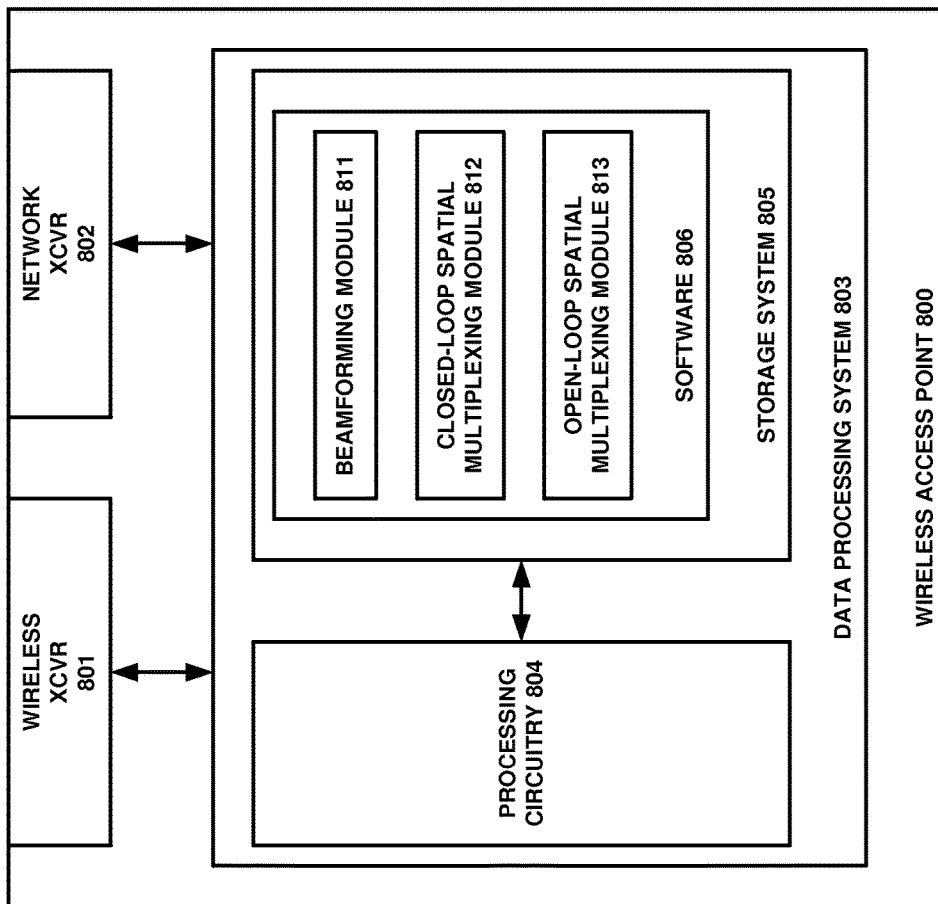 WIRELESS
XCVR
801
NETWORK
XCVR
802
PROCESSING
CIRCUITRY 804
BEAMFORMING MODULE 811
CLOSED-LOOP SPATIAL
MULTIPLEXING MODULE 812
OPEN-LOOP SPATIAL
MULTIPLEXING MODULE 813
SOFTWARE 806
STORAGE SYSTEM 805
DATA PROCESSING SYSTEM 803
WIRELESS ACCESS POINT 800